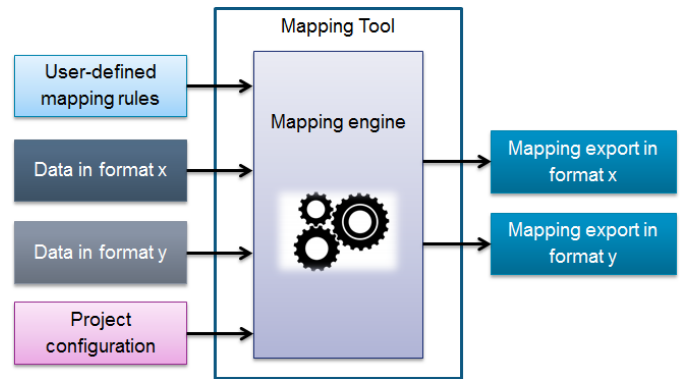 Mapping Tool
User-defined
mapping rules
Data in format x
Data in format y
Project
configuration
Mapping engine
Mapping export in
format x
Mapping export in
format y